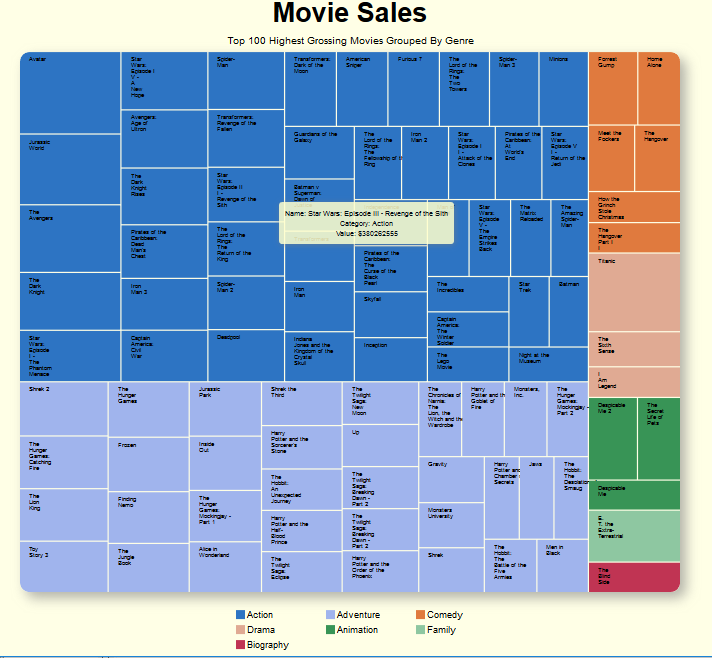 Movie Sales
Top 100 Highest Grossing Movies Grouped By Genre
Avatar
Jurassic
World
The
Avengers
The
Dark
Knight
Star
Wars:
Episode
I -
The
Phantom
Menace
Star
Wars:
Episode I
V -
A
New
Hope
Avengers:
Age of
Ultron
The
Dark
Knight
Rises
Pirates of the
Caribbean:
Dead
Man's
Chest
Iron
Man 3
Captain
America:
Civil
War
Spider-
Man
Transformers:
Revenge of the
Fallen
Star
Wars:
Episode II
I -
Revenge of the
Sith
The
Lord of the
Rings:
The
Return of the
King
Spider-
Man 2
Deadpool
Transformers:
Dark of the
Moon
American
Sniper
Furious 7
The
Lord of the
Rings:
The
Two
Towers
Spider-
Man 3
Minions
Guardians of the
Galaxy
The
Lord of the
Rings:
The
Fellowship of t
Ring
Iron
Man 2
Star
Wars:
Episode I
I -
Attack of the
Clones
Pirates of the
Caribbean:
At
World's
End
Star
Wars:
Episode V
I -
Return of the
Jedi
Batman v
Superman:
Dawn of
Name: Star Wars: Episode III - Revenge of the Sith
Category: Action
Value: $380262555
Star
Wars:
Episode
V -
The
Empire
Strikes
Back
The
Matrix
Reloaded
The
Amazing
Spider-
Man
Iron
Man
Indiana
Jones and the
Kingdom of the
Crystal
Skull
Pirates of the
Caribbean:
The
Curse of the
Black
Pearl
Skyfall
Inception
The
Incredibles
Captain
America:
The
Winter
Soldier
The
Lego
Movie
Star
Trek
Batman
Night at the
Museum
Forrest
Gump
Home
Alone
Meet the
Fockers
The
Hangover
How the
Grinch
Stole
Christmas
The
Hangover
Part I
I
Titanic
The
Sixth
Sense
I
Am
Legend
Despicable
Me 2
The
Secret
Life of
Pets
Despicable
Me
E.
T. the
Extra-
Terrestrial
The
Blind
Side
Shrek 2
The
Hunger
Games:
Catching
Fire
The
Lion
King
Toy
Story 3
The
Hunger
Games
Frozen
Finding
Nemo
The
Jungle
Book
Jurassic
Park
Inside
Out
The
Hunger
Games:
Mockingjay -
Part 1
Alice in
Wonderland
Shrek the
Third
Harry
Potter and the
Sorcerer's
Stone
The
Hobbit:
An
Unexpected
Journey
Harry
Potter and the
Half-
Blood
Prince
The
Twilight
Saga:
Eclipse
The
Twilight
Saga:
New
Moon
Up
The
Twilight
Saga:
Breaking
Dawn -
Part 2
The
Twilight
Saga:
Breaking
Dawn -
Part 2
Harry
Potter and the
Order of the
Phoenix
The
Chronicles of
Narnia:
The
Lion, the
Witch and the
Wardrobe
Harry
Potter and th
Goblet of
Fire
Monsters,
Inc.
The
Hunger
Games:
Mockingjay -
Part 2
Gravity
Monsters
University
Shrek
Harry
Potter and
Chamber
Secrets
Jaws
The
Hobbit:
The
Desolation
Smaug
The
Hobbit:
The
Battle of the
Five
Armies
Men in
Black
Action
Adventure
Comedy
Drama
Animation
Family
Biography